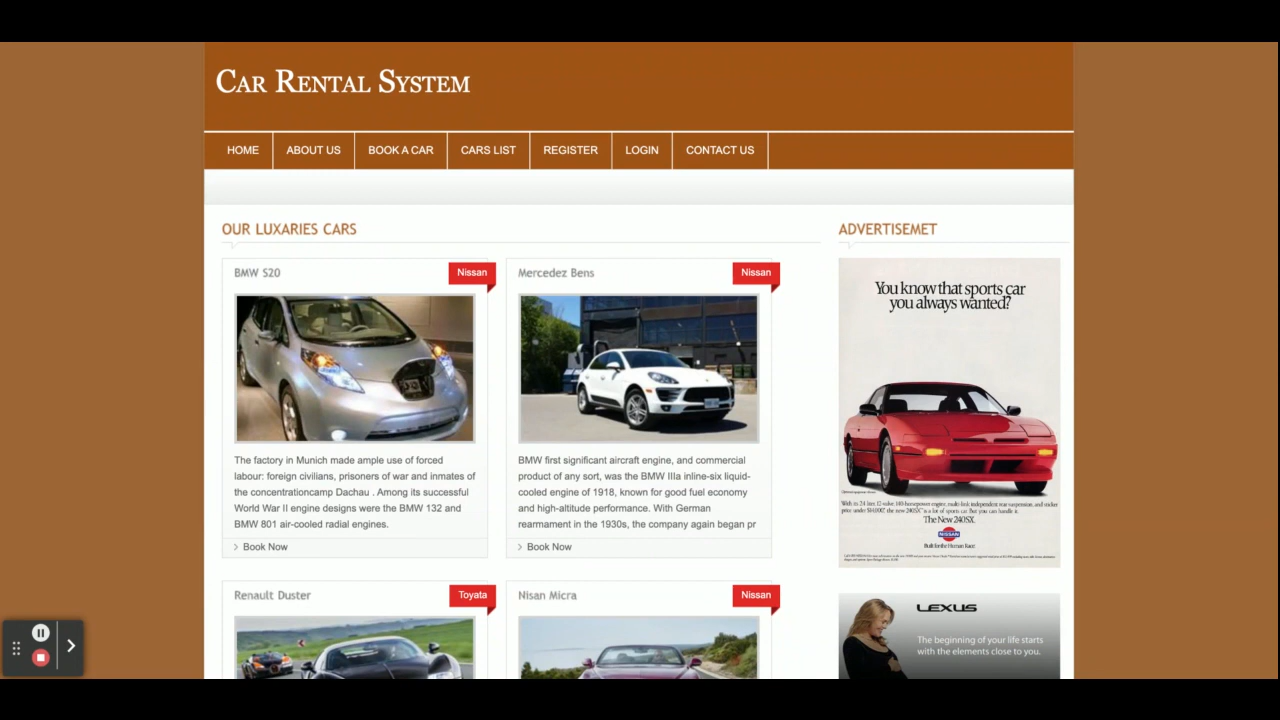 Car Rental System
HOME
ABOUT US
BOOK A CAR
CARS LIST
REGISTER
LOGIN
CONTACT US
OUR LUXARIES CARS
BMW S20
Nissan
The factory in Munich made ample use of forced
labour: foreign civilians, prisoners of war and inmates of
the concentrationcamp Dachau . Among its successful
World War II engine designs were the BMW 132 and
BMW 801 air-cooled radial engines.
Book Now
Mercedez Bens
Nissan
BMW first significant aircraft engine, and commercial
product of any sort, was the BMW IIIa inline-six liquid-
cooled engine of 1918, known for good fuel economy
and high-altitude performance. With German
rearmament in the 1930s, the company again began pr
Book Now
Renault Duster
Toyota
Nisan Micra
Nissan
ADVERTISEMET
You know that sports car
you always wanted?
The New 240SX.
NISSAN
Built for the Human Race.
LEXUS
The beginning of your life starts
with the elements close to you.